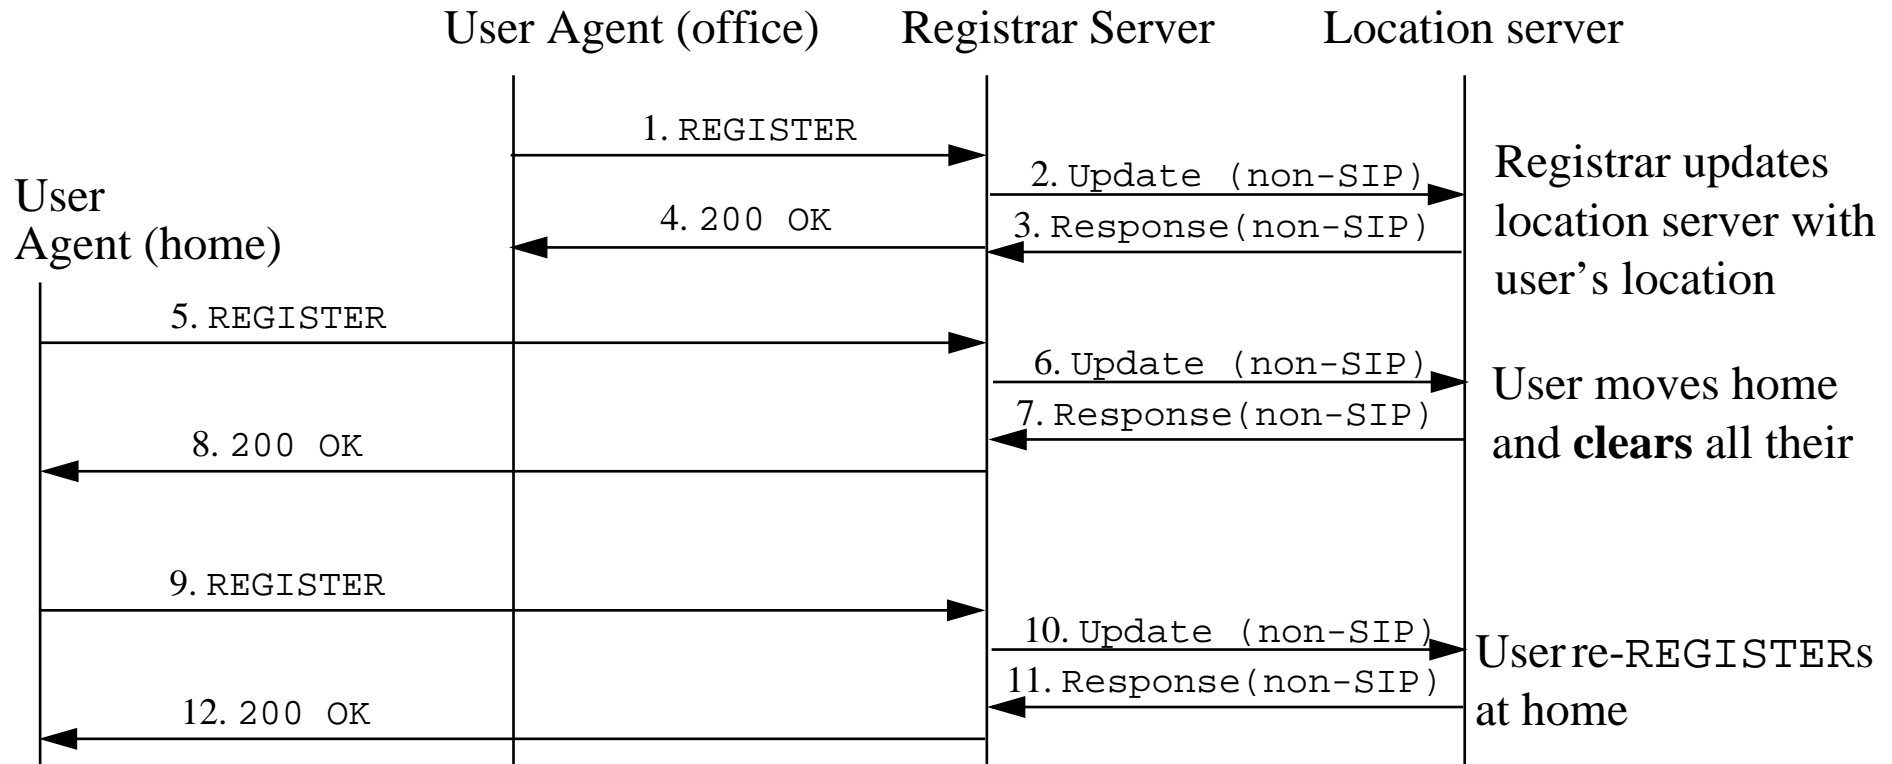 User Agent (office) Registrar Server Location server
1. REGISTER
2. Update (non-SIP)
3. Response(non-SIP)
4. 200 OK
Registrar updates
location server with
user’s location
User
Agent (home)
5. REGISTER
6. Update (non-SIP)
7. Response(non-SIP)
8. 200 OK
User moves home
and clears all their
9. REGISTER
10. Update (non-SIP)
11. Response(non-SIP)
12. 200 OK
User re-REGISTERs
at home